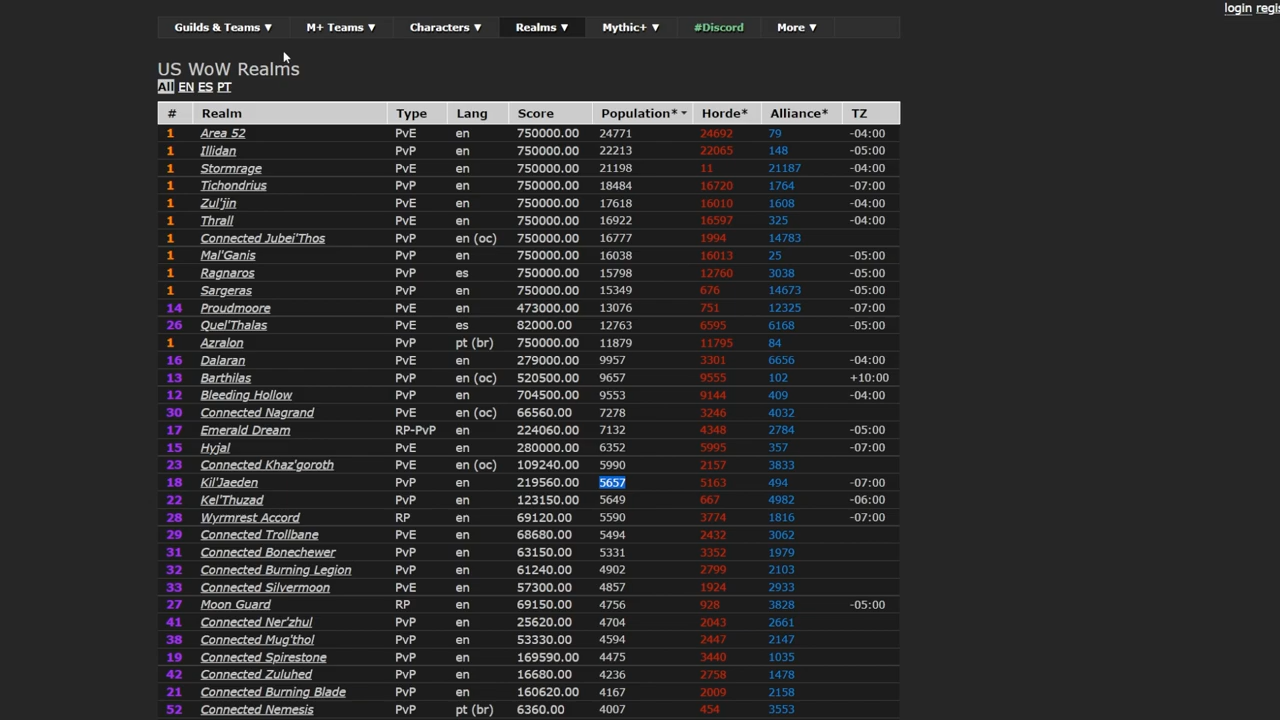 login regis
Guilds & Teams ▼ M+ Teams ▼ Characters ▼ Realms ▼ Mythic+ ▼ #Discord More ▼
US WoW Realms
All EN ES PT
# Realm Type Lang Score Population* Horde* Alliance* TZ
1 Area 52 PvE en 750000.00 24771 24692 79 -04:00
1 Illidan PvP en 750000.00 22213 22065 148 -05:00
1 Stormrage PvE en 750000.00 21198 11 21187 -04:00
1 Tichondrius PvP en 750000.00 18484 16720 1764 -07:00
1 Zul'jin PvE en 750000.00 17618 16010 1608 -04:00
1 Thrall PvE en 750000.00 16922 16597 325 -04:00
1 Connected Jubei'Thos PvP en (oc) 750000.00 16777 1994 14783
1 Mal'Ganis PvP en 750000.00 16038 16013 25 -05:00
1 Ragnaros PvP es 750000.00 15798 12760 3038 -05:00
1 Sargeras PvP en 750000.00 15349 676 14673 -05:00
14 Proudmoore PvE en 473000.00 13076 751 12325 -07:00
26 Quel'Thalas PvE es 82000.00 12763 6595 6168 -05:00
1 Azralon PvP pt (br) 750000.00 11879 11795 84
16 Dalaran PvE en 279000.00 9957 3301 6656 -04:00
13 Barthilas PvP en (oc) 520500.00 9657 9555 102 +10:00
12 Bleeding Hollow PvP en 704500.00 9553 9144 409 -04:00
30 Connected Nagrand PvE en (oc) 66560.00 7278 3246 4032
17 Emerald Dream RP-PvP en 224060.00 7132 4348 2784 -05:00
15 Hyjal PvE en 280000.00 6352 5995 357 -07:00
23 Connected Khaz'goroth PvE en (oc) 109240.00 5990 2157 3833
18 Kil'Jaeden PvP en 219560.00 5657 5163 494 -07:00
22 Kel'Thuzad PvP en 123150.00 5649 667 4982 -06:00
28 Wyrmrest Accord RP en 69120.00 5590 3774 1816 -07:00
29 Connected Trollbane PvE en 68680.00 5494 2432 3062
31 Connected Bonechewer PvP en 63150.00 5331 3352 1979
32 Connected Burning Legion PvP en 61240.00 4902 2799 2103
33 Connected Silvermoon PvE en 57300.00 4857 1924 2933
27 Moon Guard RP en 69150.00 4756 928 3828 -05:00
41 Connected Ner'zhul PvP en 25620.00 4704 2043 2661
38 Connected Mug'thol PvP en 53330.00 4594 2447 2147
19 Connected Spirestone PvP en 169590.00 4475 3440 1035
42 Connected Zuluhed PvP en 16680.00 4236 2758 1478
21 Connected Burning Blade PvP en 160620.00 4167 2009 2158
52 Connected Nemesis PvP pt (br) 6360.00 4007 454 3553